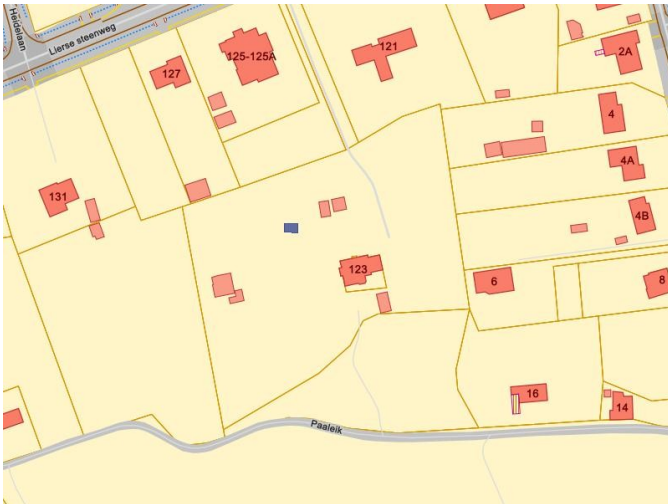 Heidelaan
Lierse steenweg
127
125-125A
121
2A
4
4A
4B
131
123
6
8
16
14
Paaleik